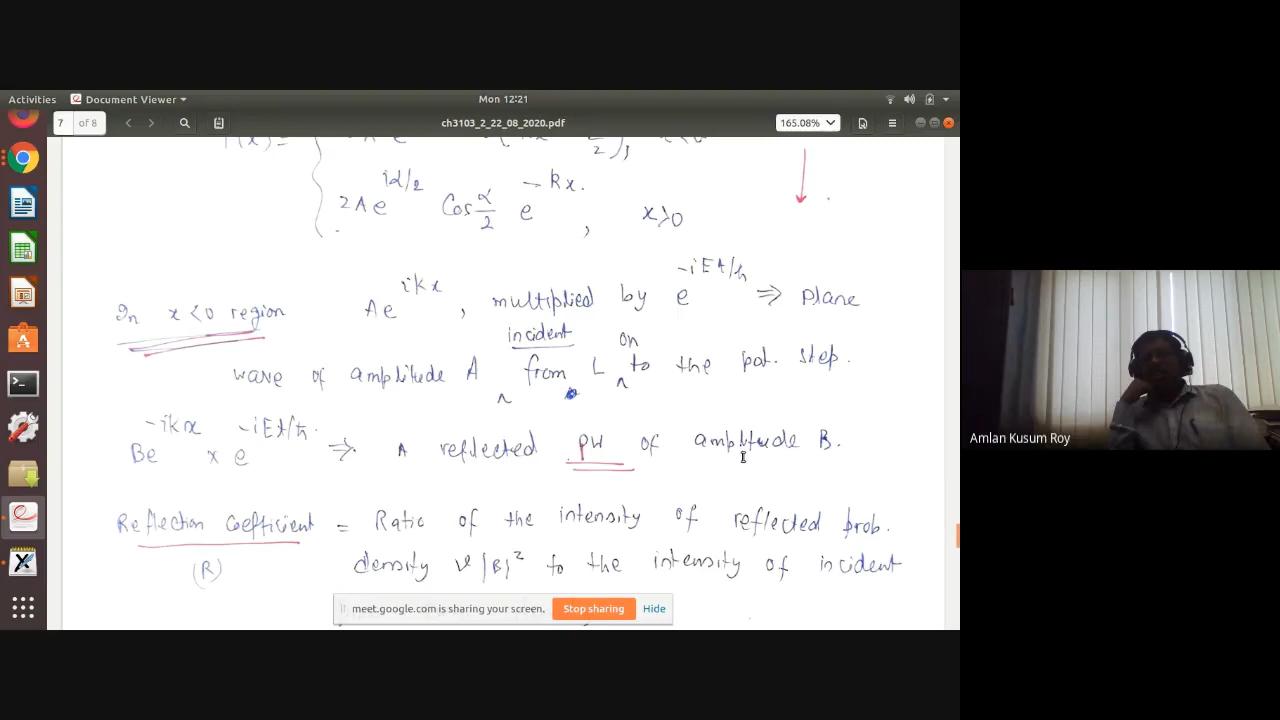 Activities Document Viewer Mon 12:21
7 of 8 ch3103_2_22_08_2020.pdf 165.08%
2Ae^{iα/2} Cos α/2 e^{-kx}, x>0
In x<0 region Ae^{ikx}, multiplied by e^{-iEt/ħ} ⇒ Plane
wave of amplitude A incident from L on to the pot. step.
Be^{-ikx} × e^{-iEt/ħ} ⇒ A reflected PW of amplitude B.
Amlan Kusum Roy
Reflection Coefficient = Ratio of the intensity of reflected prob.
(R) density v|B|² to the intensity of incident
meet.google.com is sharing your screen. Stop sharing Hide